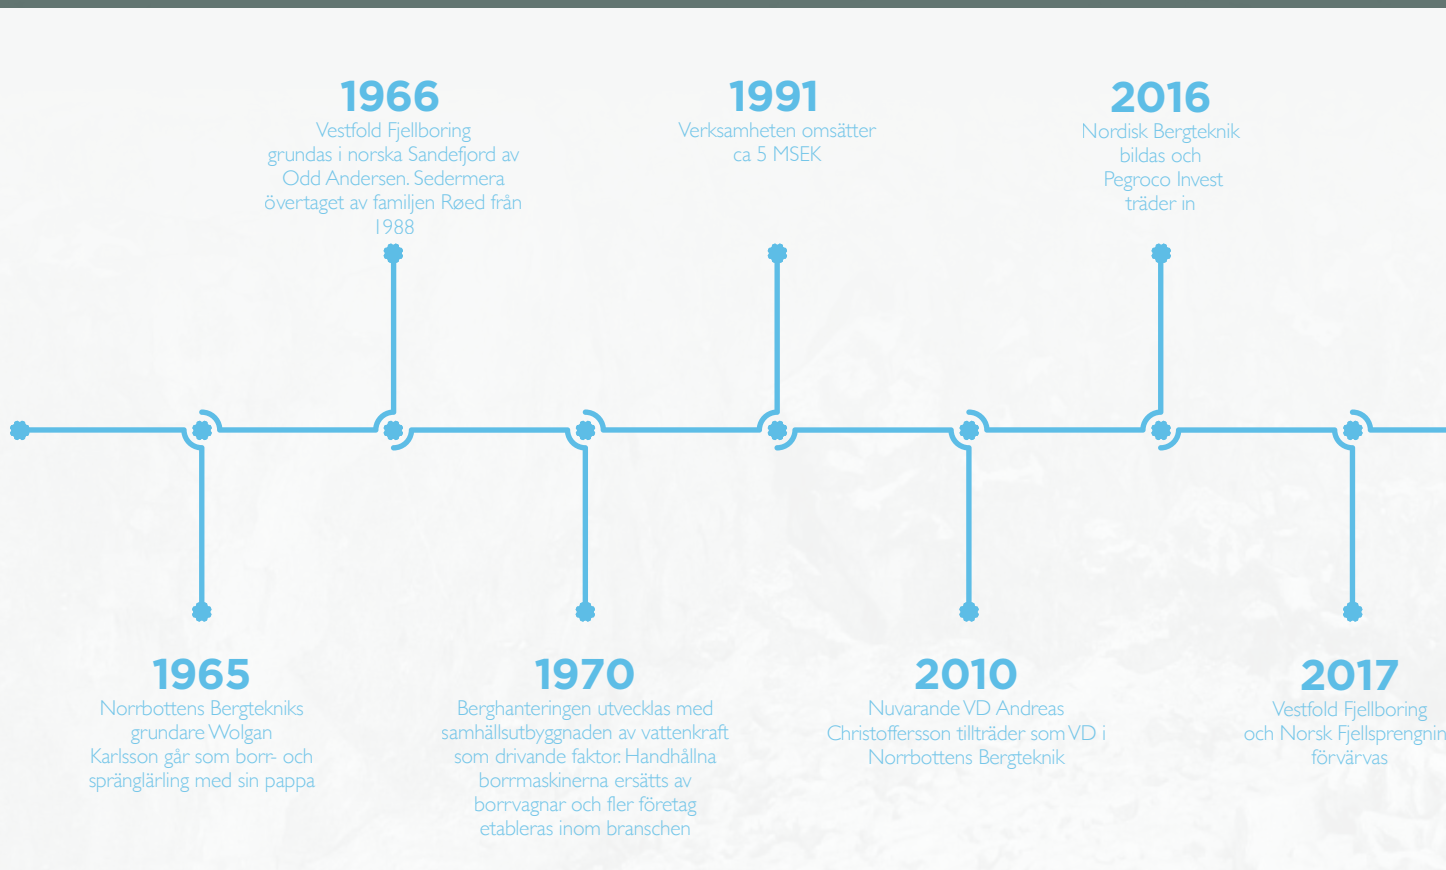 1966
Vestfold Fjellboring
grundas i norska Sandefjord av
Odd Andersen. Sedermera
övertaget av familjen Røed från
1988
1991
Verksamheten omsätter
ca 5 MSEK
2016
Nordisk Bergteknik
bildas och
Pegroco Invest
träder in
1965
Norrbottens Bergtekniks
grundare Wolgan
Karlsson går som borr- och
spränglärling med sin pappa
1970
Berghanteringen utvecklas med
samhällsutbyggnaden av vattenkraft
som drivande faktor. Handhållna
borrmaskinerna ersätts av
borrvagnar och fler företag
etableras inom branschen
2010
Nuvarande VD Andreas
Christoffersson tillträder som VD i
Norrbottens Bergteknik
2017
Vestfold Fjellboring
och Norsk Fjellsprengnin
förvärvas